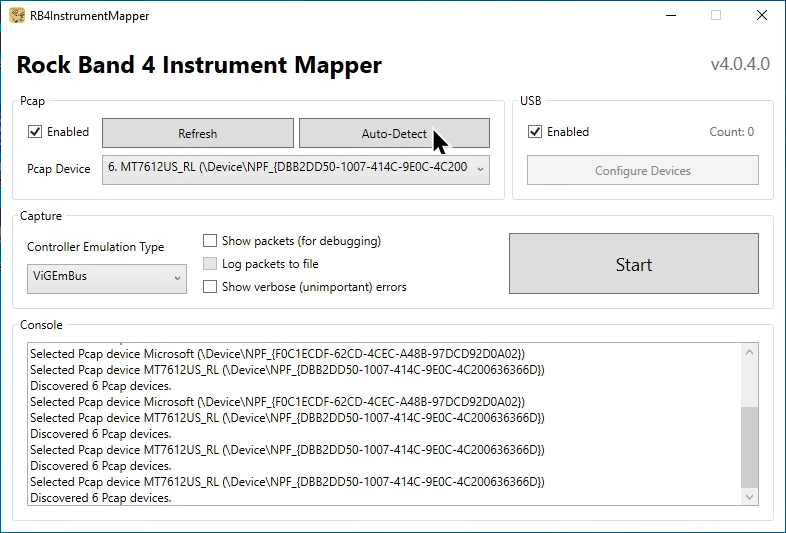 RB4InstrumentMapper
Rock Band 4 Instrument Mapper
v4.0.4.0
Pcap
Enabled
Refresh
Auto-Detect
Pcap Device
6. MT7612US_RL (\Device\NPF_{DBB2DD50-1007-414C-9E0C-4C200
USB
Enabled
Count: 0
Configure Devices
Capture
Controller Emulation Type
ViGEmBus
Show packets (for debugging)
Log packets to file
Show verbose (unimportant) errors
Start
Console
Selected Pcap device Microsoft (\Device\NPF_{F0C1ECDF-62CD-4CEC-A48B-97DCD92D0A02})
Selected Pcap device MT7612US_RL (\Device\NPF_{DBB2DD50-1007-414C-9E0C-4C200636366D})
Discovered 6 Pcap devices.
Selected Pcap device Microsoft (\Device\NPF_{F0C1ECDF-62CD-4CEC-A48B-97DCD92D0A02})
Selected Pcap device MT7612US_RL (\Device\NPF_{DBB2DD50-1007-414C-9E0C-4C200636366D})
Discovered 6 Pcap devices.
Selected Pcap device MT7612US_RL (\Device\NPF_{DBB2DD50-1007-414C-9E0C-4C200636366D})
Discovered 6 Pcap devices.
Selected Pcap device MT7612US_RL (\Device\NPF_{DBB2DD50-1007-414C-9E0C-4C200636366D})
Discovered 6 Pcap devices.